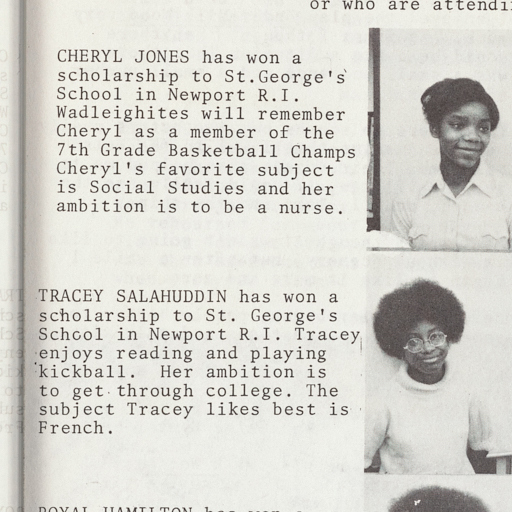 or who are attendi
CHERYL JONES has won a
scholarship to St.George's
School in Newport R.I.
Wadleighites will remember
Cheryl as a member of the
7th Grade Basketball Champs
Cheryl's favorite subject
is Social Studies and her
ambition is to be a nurse.
TRACEY SALAHUDDIN has won a
scholarship to St. George's
School in Newport R.I. Tracey
enjoys reading and playing
kickball. Her ambition is
to get through college. The
subject Tracey likes best is
French.
ROYAL HAMILTON has won a